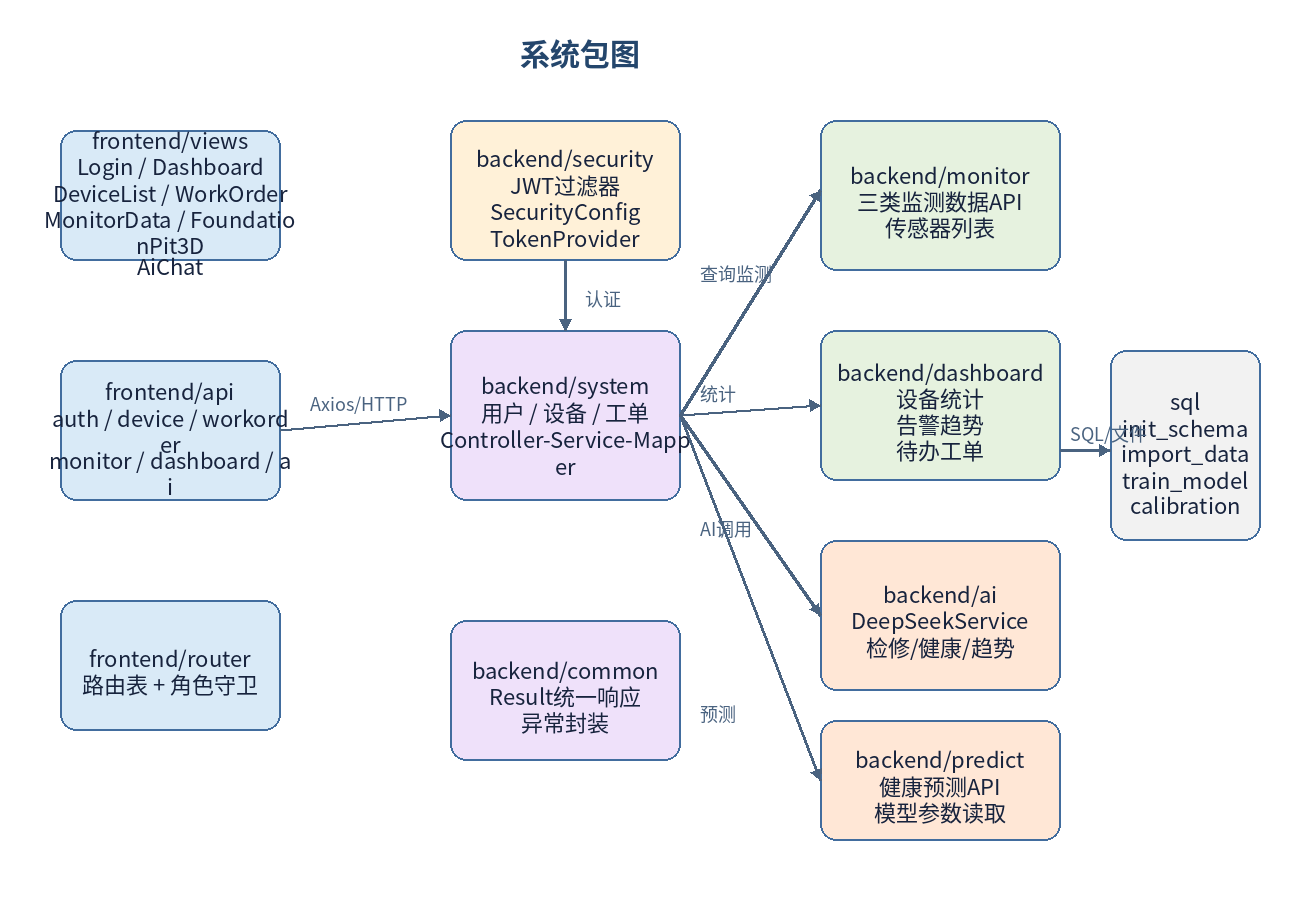 系统包图
frontend/views
Login / Dashboard
DeviceList / WorkOrder
MonitorData / Foundatio
nPit3D
AiChat
backend/security
JWT过滤器
SecurityConfig
TokenProvider
backend/monitor
三类监测数据API
传感器列表
查询监测
认证
frontend/api
auth / device / workord
er
monitor / dashboard / a
i
Axios/HTTP
backend/system
用户 / 设备 / 工单
Controller-Service-Mapp
er
统计
backend/dashboard
设备统计
告警趋势
待办工单
SQL/文件
sql
init_schema
import_data
train_model
calibration
AI调用
backend/ai
DeepSeekService
检修/健康/趋势
frontend/router
路由表 + 角色守卫
backend/common
Result统一响应
异常封装
预测
backend/predict
健康预测API
模型参数读取